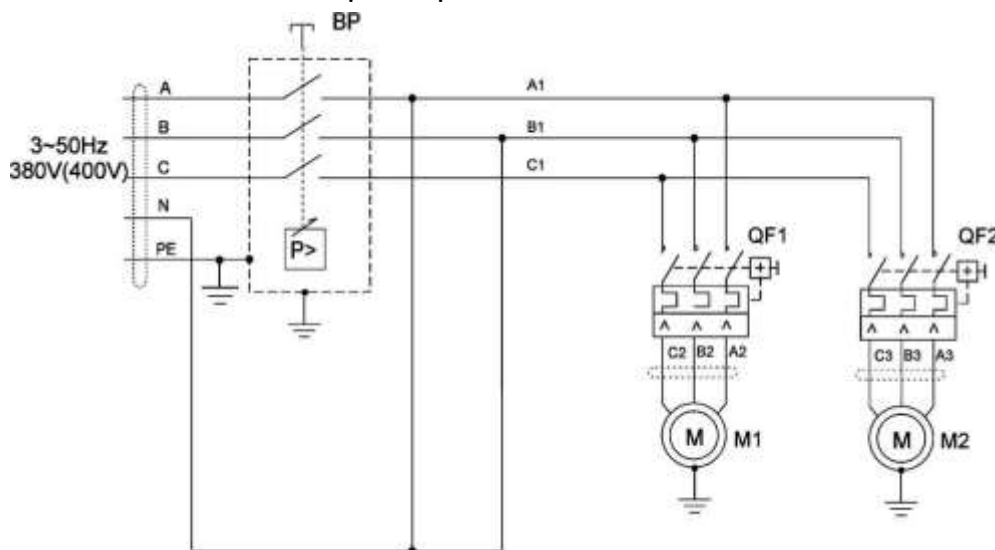 BP
A
A1
B
B1
3~50Hz
380V(400V)
C
C1
N
PE
P>
QF1
QF2
C2 B2 A2
C3 B3 A3
M
M1
M
M2